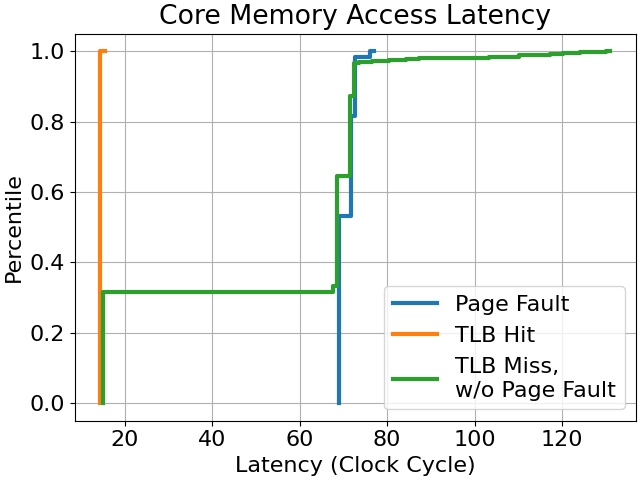 Core Memory Access Latency
Percentile
1.0
0.8
0.6
0.4
0.2
0.0
Page Fault
TLB Hit
TLB Miss,
w/o Page Fault
20 40 60 80 100 120
Latency (Clock Cycle)